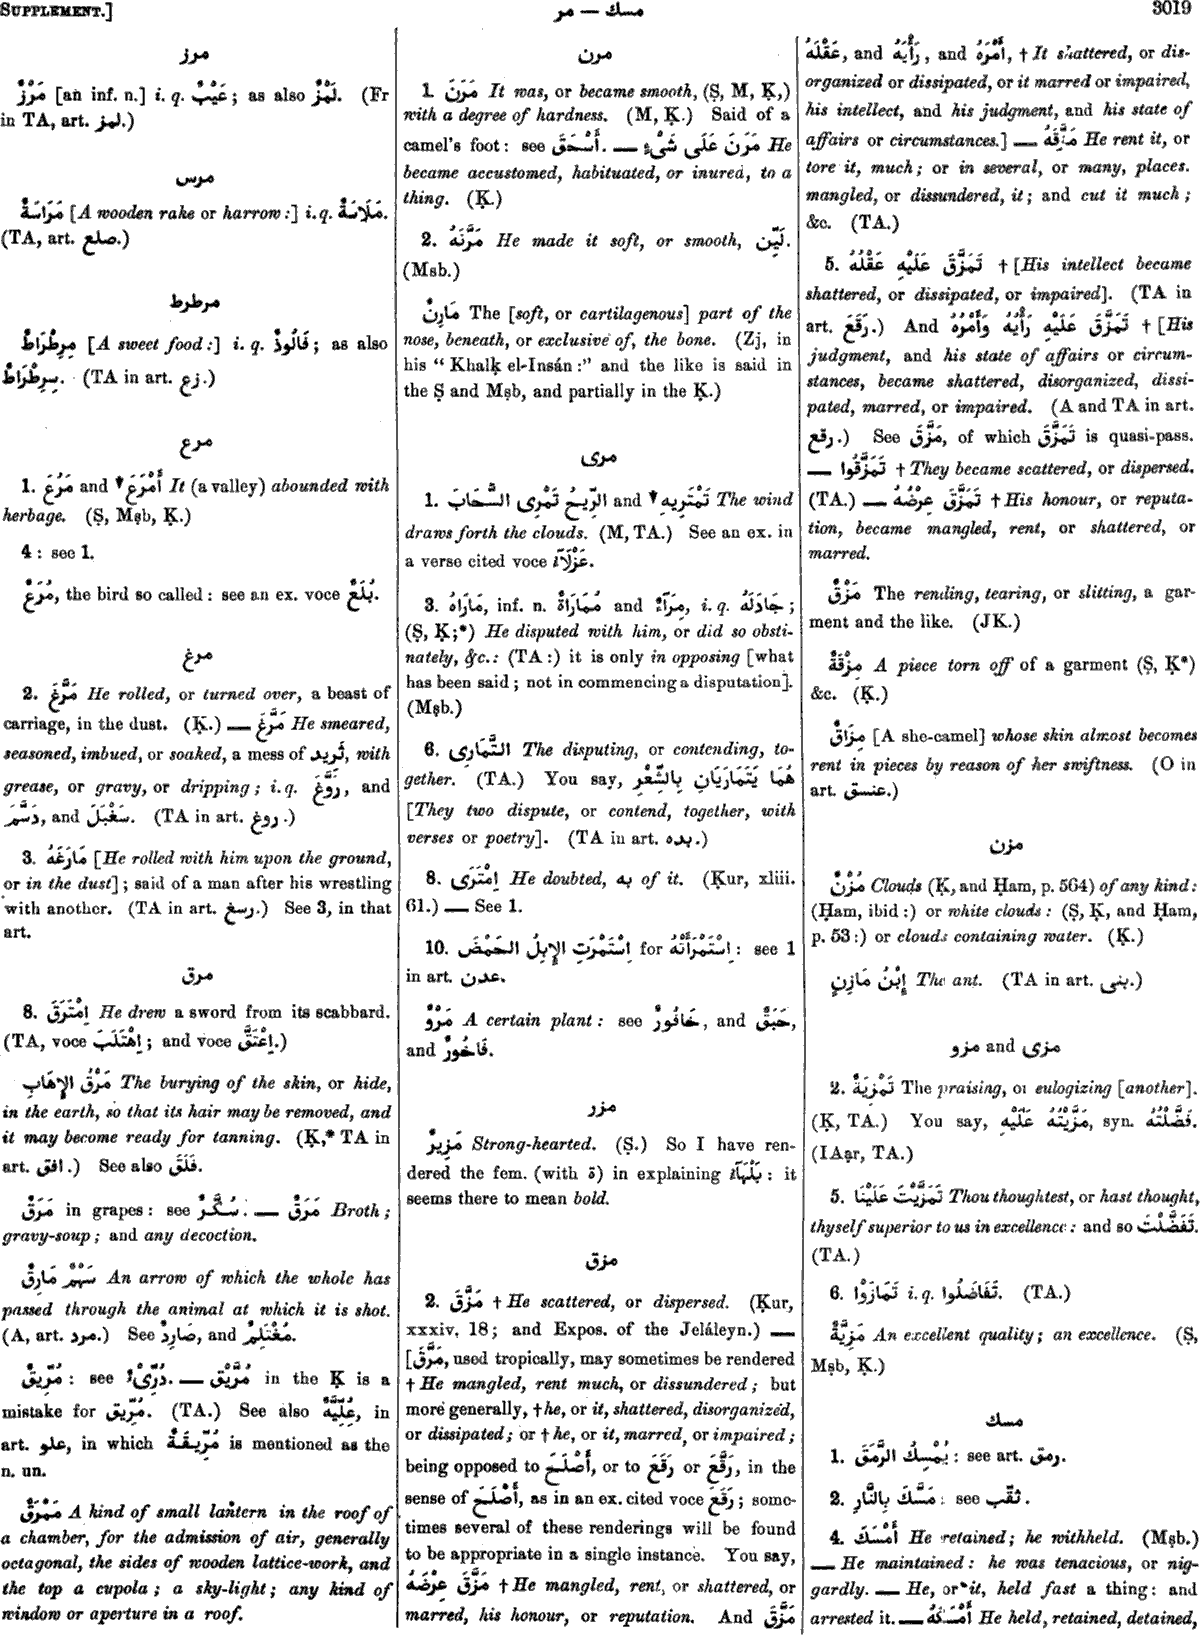 SUPPLEMENT.]
مسك — مر
3019
مرز
مَرْزٌ [an inf. n.] i. q. عَيْبٌ; as also لَمْزٌ. (Fr
in TA, art. لمز.)
مرس
مَرَاسَةٌ [A wooden rake or harrow:] i. q. مَلَاسَةٌ.
(TA, art. صلع.)
مرطرط
مِرِطْرَاطٌ [A sweet food:] i. q. فَالُوذٌ; as also
سِرِطْرَاطٌ. (TA in art. زع.)
مرع
1. مَرُعَ and أَمْرَعَ It (a valley) abounded with
herbage. (Ṣ, Mṣb, Ḳ.)
4: see 1.
مُرَعٌ, the bird so called: see an ex. voce بُلَعٌ.
مرغ
2. مَرَّغَ He rolled, or turned over, a beast of
carriage, in the dust. (Ḳ.) — مَرَّغَ He smeared,
seasoned, imbued, or soaked, a mess of ثَرِيد, with
grease, or gravy, or dripping; i. q. رَوَّغَ, and
دَسَّمَ, and سَغْبَلَ. (TA in art. روغ.)
3. مَارَغَهُ [He rolled with him upon the ground,
or in the dust]; said of a man after his wrestling
with another. (TA in art. رسغ.) See 3, in that
art.
مرق
8. اِمْتَرَقَ He drew a sword from its scabbard.
(TA, voce اِهْتَلَبَ; and voce اِعْتَقَّ.)
مَرْقُ الإِهَابِ The burying of the skin, or hide,
in the earth, so that its hair may be removed, and
it may become ready for tanning. (Ḳ,* TA in
art. افق.) See also فَلَقَ.
مَرَقٌ in grapes: see سُكَّرٌ. — مَرَقٌ Broth;
gravy-soup; and any decoction.
سَهْمٌ مَارِقٌ An arrow of which the whole has
passed through the animal at which it is shot.
(A, art. مرد.) See صَارِدٌ, and مُغْتَلِمٌ.
مُرِّيقٌ: see دُرِّىْءٌ. — مُرَّيْق in the Ḳ is a
mistake for مُرِّيق. (TA.) See also عُلِّيَّةٌ, in
art. علو, in which مُرِّيقَةٌ is mentioned as the
n. un.
مَمْرَقٌ A kind of small lantern in the roof of
a chamber, for the admission of air, generally
octagonal, the sides of wooden lattice-work, and
the top a cupola; a sky-light; any kind of
window or aperture in a roof.
مرن
1. مَرَنَ It was, or became smooth, (Ṣ, M, Ḳ,)
with a degree of hardness. (M, Ḳ.) Said of a
camel's foot: see أَسْحَقَ. — مَرَنَ عَلَى شَىْءٍ He
became accustomed, habituated, or inured, to a
thing. (Ḳ.)
2. مَرَّنَهُ He made it soft, or smooth, لَيَّن.
(Msb.)
مَارِنٌ The [soft, or cartilagenous] part of the
nose, beneath, or exclusive of, the bone. (Zj, in
his "Khalḳ el-Insán:" and the like is said in
the Ṣ and Mṣb, and partially in the Ḳ.)
مرى
1. الرِّيحُ تَمْرِى السَّحَابَ and تَمْتَرِيهِ The wind
draws forth the clouds. (M, TA.) See an ex. in
a verse cited voce عَزْلَآءُ.
3. مَارَاهُ, inf. n. مُمَارَاةٌ and مِرَآءٌ, i. q. جَادَلَهُ;
(Ṣ, Ḳ;*) He disputed with him, or did so obsti-
nately, &c.: (TA:) it is only in opposing [what
has been said; not in commencing a disputation].
(Mṣb.)
6. التَّمَارِى The disputing, or contending, to-
gether. (TA.) You say, هُمَا يَتَمَارَيَانِ بِالشِّعْرِ
[They two dispute, or contend, together, with
verses or poetry]. (TA in art. بده.)
8. اِمْتَرَى He doubted, بِهِ of it. (Ḳur, xliii.
61.) — See 1.
10. اِسْتَمْرَتِ الإِبِلُ الحَمْضَ for اِسْتَمْرَأَتْهُ: see 1
in art. عدن.
مَرْوٌ A certain plant: see خَافُورٌ, and حَبَقٌ,
and فَاخُورٌ.
مزر
مَزِيرٌ Strong-hearted. (Ṣ.) So I have ren-
dered the fem. (with ة) in explaining بَلْهَآءُ: it
seems there to mean bold.
مزق
2. مَزَّقَ † He scattered, or dispersed. (Ḳur,
xxxiv. 18; and Expos. of the Jeláleyn.) —
[مَزَّقَ, used tropically, may sometimes be rendered
† He mangled, rent much, or dissundered; but
more generally, † he, or it, shattered, disorganized,
or dissipated; or † he, or it, marred, or impaired;
being opposed to أَصْلَحَ, or to رَقَعَ or رَقَّعَ, in the
sense of أَصْلَحَ, as in an ex. cited voce رَقَعَ; some-
times several of these renderings will be found
to be appropriate in a single instance. You say,
مَزَّقَ عِرْضَهُ † He mangled, rent, or shattered, or
marred, his honour, or reputation. And مَزَّقَ
عَقْلَهُ, and رَأْيَهُ, and أَمْرَهُ, † It shattered, or dis-
organized or dissipated, or it marred or impaired,
his intellect, and his judgment, and his state of
affairs or circumstances.] — مَزَّقَهُ He rent it, or
tore it, much; or in several, or many, places.
mangled, or dissundered, it; and cut it much;
&c. (TA.)
5. تَمَزَّقَ عَلَيْهِ عَقْلُهُ † [His intellect became
shattered, or dissipated, or impaired]. (TA in
art. رَقَعَ.) And تَمَزَّقَ عَلَيْهِ رَأْيُهُ وَأَمْرُهُ † [His
judgment, and his state of affairs or circum-
stances, became shattered, disorganized, dissi-
pated, marred, or impaired. (A and TA in art.
رقع.) See مَزَّقَ, of which تَمَزَّقَ is quasi-pass.
— تَمَزَّقُوا † They became scattered, or dispersed.
(TA.) — تَمَزَّقَ عِرْضُهُ † His honour, or reputa-
tion, became mangled, rent, or shattered, or
marred.
مَزْقٌ The rending, tearing, or slitting, a gar-
ment and the like. (JK.)
مِزْقَةٌ A piece torn off of a garment (Ṣ, Ḳ*)
&c. (Ḳ.)
مِزَاقٌ [A she-camel] whose skin almost becomes
rent in pieces by reason of her swiftness. (O in
art. عنسق.)
مزن
مُزْنٌ Clouds (Ḳ, and Ḥam, p. 564) of any kind:
(Ḥam, ibid:) or white clouds: (Ṣ, Ḳ, and Ḥam,
p. 53:) or clouds containing water. (Ḳ.)
إِبْنُ مَازِنٍ The ant. (TA in art. بنى.)
مزو and مزى
2. تَمْزِيَةٌ The praising, or eulogizing [another].
(Ḳ, TA.) You say, مَزَّيْتُهُ عَلَيْهِ, syn. فَضَّلْتُهُ.
(IAạr, TA.)
5. تَمَزَّيْتَ عَلَيْنَا Thou thoughtest, or hast thought,
thyself superior to us in excellence: and so تَفَضَّلْتَ.
(TA.)
6. تَمَازَوْا i. q. تَفَاضَلُوا. (TA.)
مَزِيَّةٌ An excellent quality; an excellence. (Ṣ,
Mṣb, Ḳ.)
مسك
1. يُمْسِكُ الرَّمَقَ: see art. رمق.
2. مَسَّكَ بِالنَّارِ: see ثقب.
4. أَمْسَكَ He retained; he withheld. (Mṣb.)
— He maintained: he was tenacious, or nig-
gardly. — He, or it, held fast a thing: and
arrested it. — أَمْسَكَهُ He held, retained, detained,